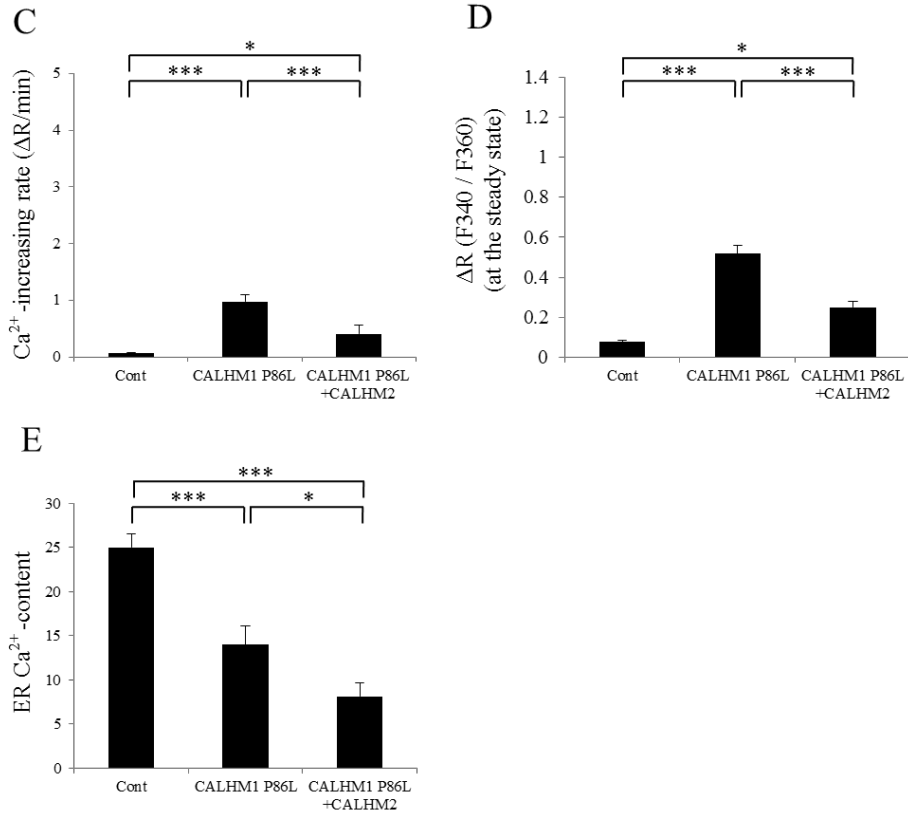 C
*
*** ***
Ca²⁺-increasing rate (ΔR/min)
5
4
3
2
1
0
Cont CALHM1 P86L CALHM1 P86L
+CALHM2
D
*
*** ***
ΔR (F340 / F360)
(at the steady state)
1.4
1.2
1
0.8
0.6
0.4
0.2
0
Cont CALHM1 P86L CALHM1 P86L
+CALHM2
E
***
*** *
ER Ca²⁺-content
30
25
20
15
10
5
0
Cont CALHM1 P86L CALHM1 P86L
+CALHM2